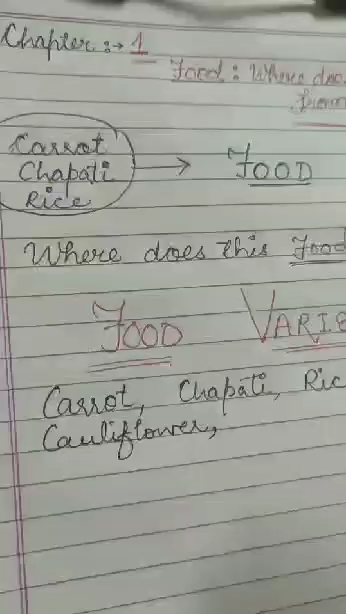 Chapter :→ 1
Food : Where doe
from
Carrot
Chapati
Rice
→ FOOD
Where does this Food
FOOD VARIE
Carrot, Chapati, Ric
Cauliflower,